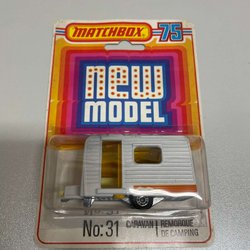 MATCHBOX 75
new
MODEL
No: 31
CARAVAN
REMORQUE
DE CAMPING